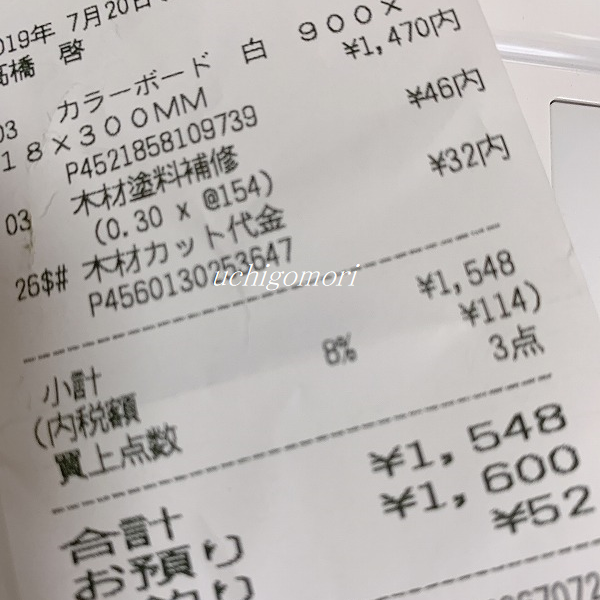 2019年 7月20日
高橋 啓
03 カラーボード 白 900×
18×300MM ¥1,470内
P4521858109739
03 木材塗料補修 ¥46内
(0.30 × @154)
26$# 木材カット代金 ¥32内
P4560130253647
uchigomori
小計 ¥1,548
(内税額 8% ¥114)
買上点数 3点
合計 ¥1,548
お預り ¥1,600
お釣り ¥52